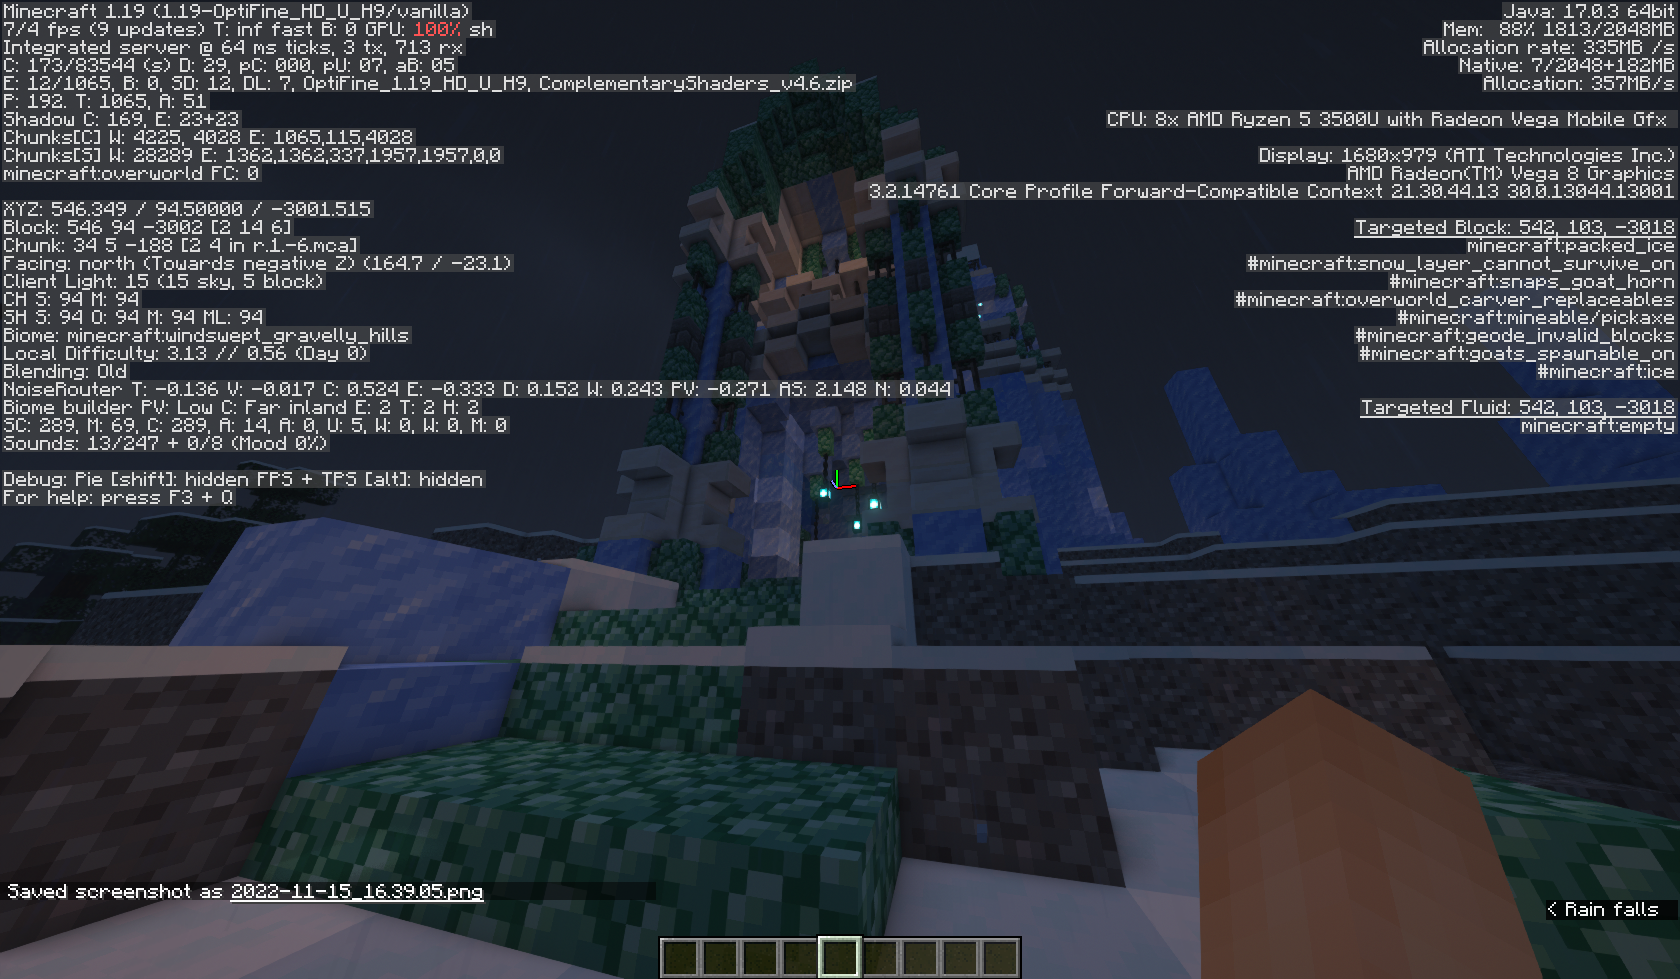 Minecraft 1.19 (1.19-OptiFine_HD_U_H9/vanilla)
7/4 fps (9 updates) T: inf fast B: 0 GPU: 100% sh
Integrated server @ 64 ms ticks, 3 tx, 713 rx
C: 173/83544 (s) D: 29, pC: 000, pU: 07, aB: 05
E: 12/1065, B: 0, SD: 12, DL: 7, OptiFine_1.19_HD_U_H9, ComplementaryShaders_v4.6.zip
P: 192. T: 1065, A: 51
Shadow C: 169, E: 23+23
Chunks[C] W: 4225, 4028 E: 1065,115,4028
Chunks[S] W: 28289 E: 1362,1362,337,1957,1957,0,0
minecraft:overworld FC: 0
XYZ: 546.349 / 94.50000 / -3001.515
Block: 546 94 -3002 [2 14 6]
Chunk: 34 5 -188 [2 4 in r.1.-6.mca]
Facing: north (Towards negative Z) (164.7 / -23.1)
Client Light: 15 (15 sky, 5 block)
CH S: 94 M: 94
SH S: 94 O: 94 M: 94 ML: 94
Biome: minecraft:windswept_gravelly_hills
Local Difficulty: 3.13 // 0.56 (Day 0)
Blending: Old
NoiseRouter T: -0.136 V: -0.017 C: 0.524 E: -0.333 D: 0.152 W: 0.243 PV: -0.271 AS: 2.148 N: 0.044
Biome builder PV: Low C: Far inland E: 2 T: 2 H: 2
SC: 289, M: 69, C: 289, A: 14, A: 0, U: 5, W: 0, W: 0, M: 0
Sounds: 13/247 + 0/8 (Mood 0%)
Debug: Pie [shift]: hidden FPS + TPS [alt]: hidden
For help: press F3 + Q
Java: 17.0.3 64bit
Mem: 88% 1813/2048MB
Allocation rate: 335MB /s
Native: 7/2048+182MB
Allocation: 357MB/s
CPU: 8x AMD Ryzen 5 3500U with Radeon Vega Mobile Gfx
Display: 1680x979 (ATI Technologies Inc.)
AMD Radeon(TM) Vega 8 Graphics
3.2.14761 Core Profile Forward-Compatible Context 21.30.44.13 30.0.13044.13001
Targeted Block: 542, 103, -3018
minecraft:packed_ice
#minecraft:snow_layer_cannot_survive_on
#minecraft:snaps_goat_horn
#minecraft:overworld_carver_replaceables
#minecraft:mineable/pickaxe
#minecraft:geode_invalid_blocks
#minecraft:goats_spawnable_on
#minecraft:ice
Targeted Fluid: 542, 103, -3018
minecraft:empty
Saved screenshot as 2022-11-15_16.39.05.png
< Rain falls